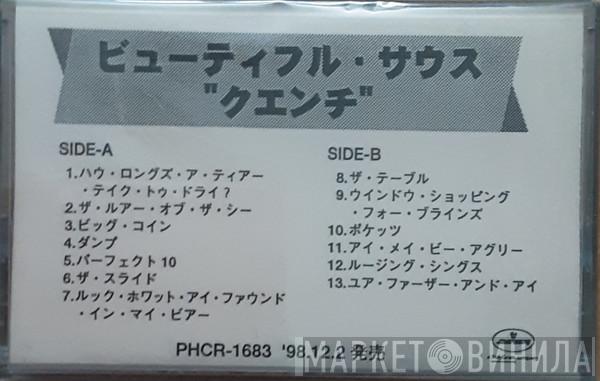 ビューティフル・サウス
"クエンチ"
SIDE-A
1.ハウ・ロングズ・ア・ティアー
・テイク・トゥ・ドライ?
2.ザ・ルアー・オブ・ザ・シー
3.ビッグ・コイン
4.ダンプ
5.パーフェクト10
6.ザ・スライド
7.ルック・ホワット・アイ・ファウンド
・イン・マイ・ビアー
SIDE-B
8.ザ・テーブル
9.ウインドウ・ショッピング
・フォー・ブラインズ
10.ポケッツ
11.アイ・メイ・ビー・アグリー
12.ルージング・シングス
13.ユア・ファーザー・アンド・アイ
PHCR-1683 '98.12.2 発売
МАРКЕТ ВИНИЛА